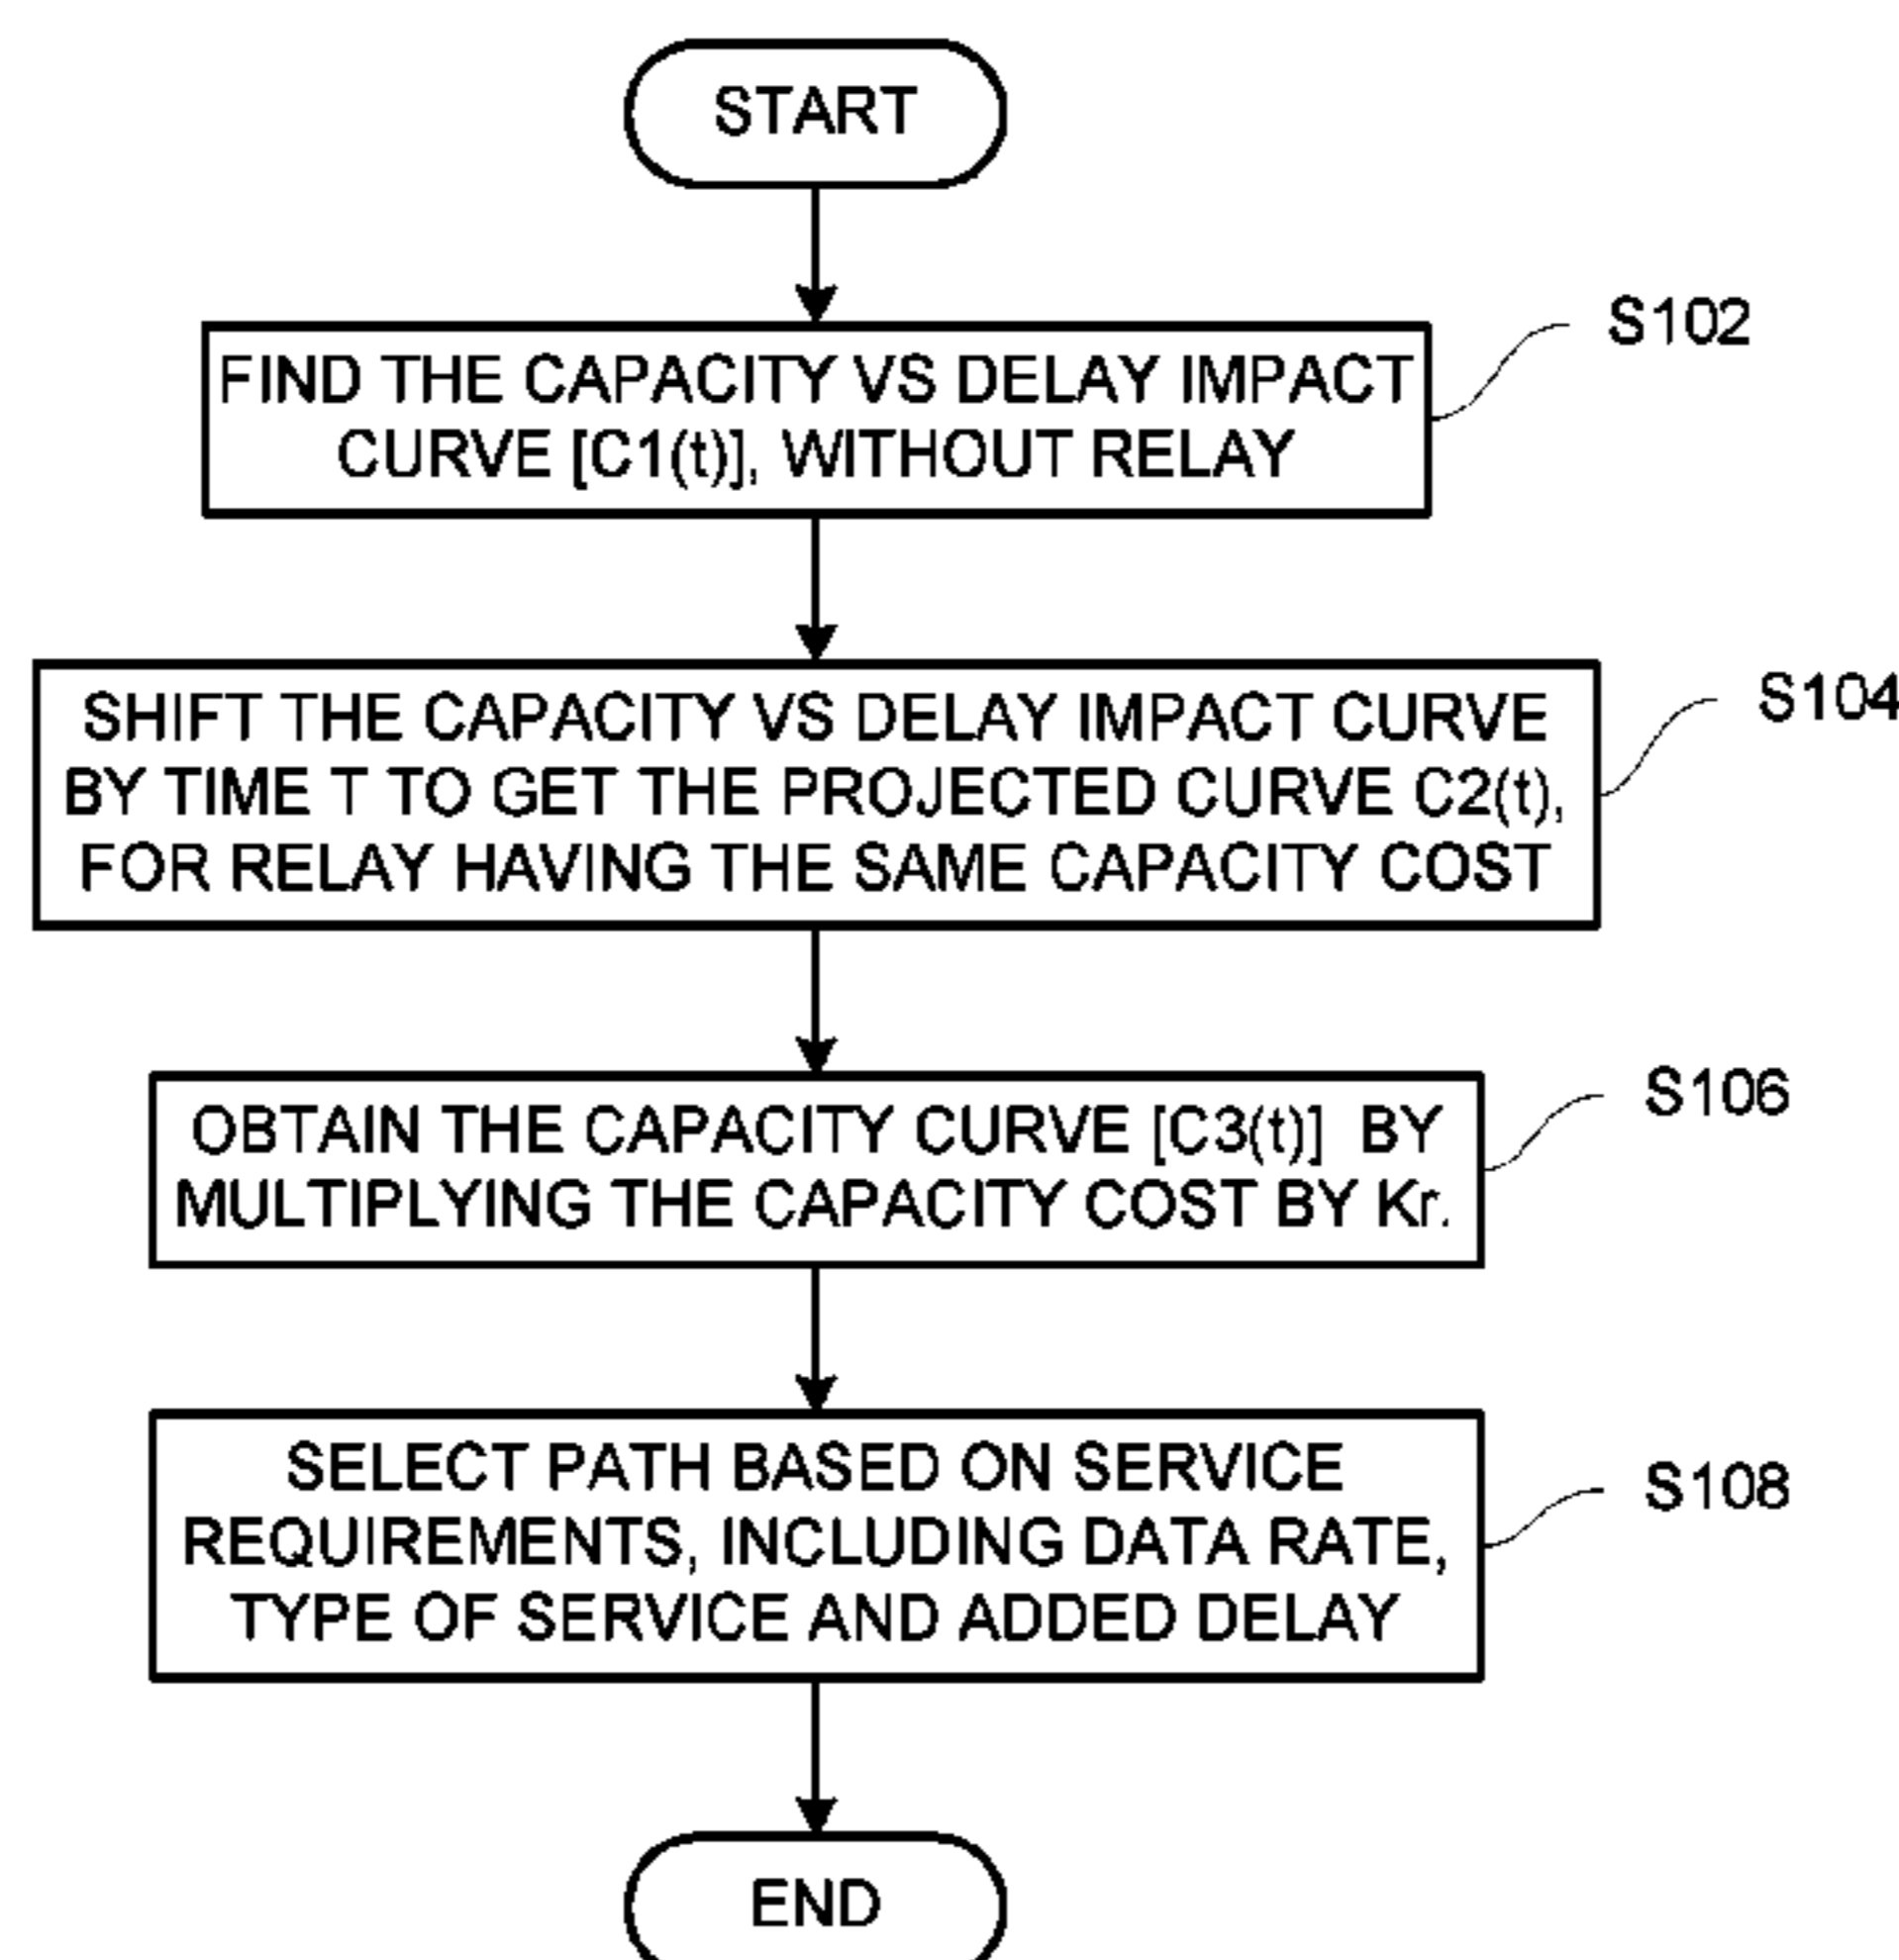 START
S102
FIND THE CAPACITY VS DELAY IMPACT
CURVE [C1(t)], WITHOUT RELAY
S104
SHIFT THE CAPACITY VS DELAY IMPACT CURVE
BY TIME T TO GET THE PROJECTED CURVE C2(t),
FOR RELAY HAVING THE SAME CAPACITY COST
S106
OBTAIN THE CAPACITY CURVE [C3(t)] BY
MULTIPLYING THE CAPACITY COST BY Kr.
S108
SELECT PATH BASED ON SERVICE
REQUIREMENTS, INCLUDING DATA RATE,
TYPE OF SERVICE AND ADDED DELAY
END